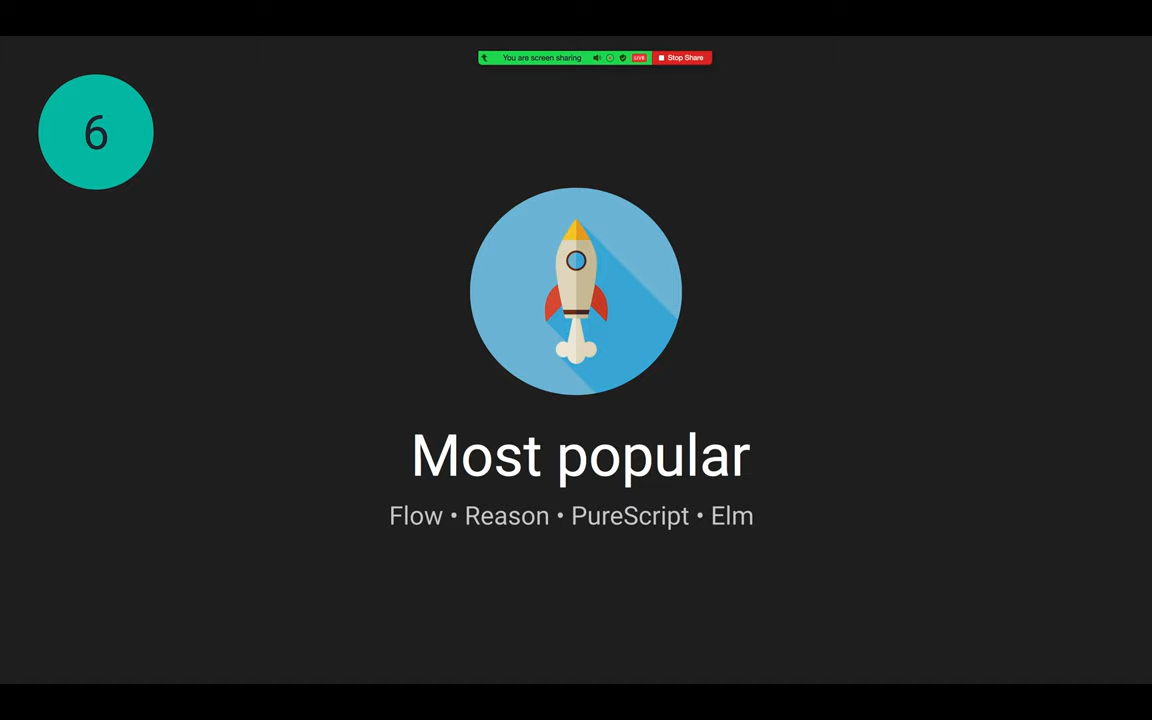 You are screen sharing LIVE Stop Share
6
Most popular
Flow • Reason • PureScript • Elm